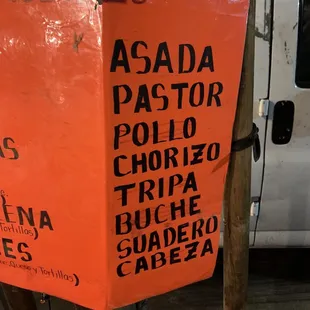 ASADA
PASTOR
POLLO
CHORIZO
TRIPA
BUCHE
SUADERO
CABEZA